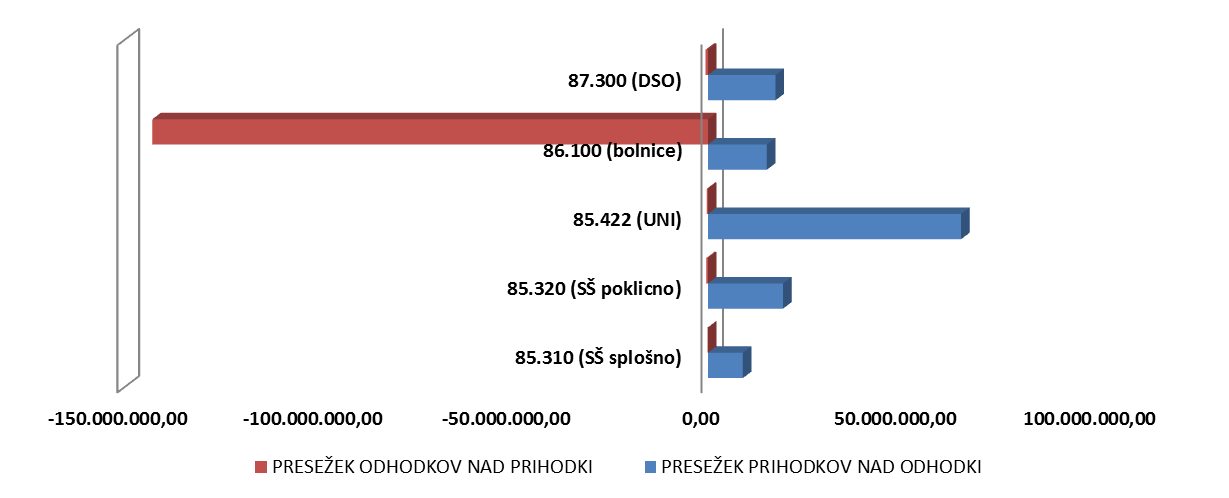 87.300 (DSO)
86.100 (bolnice)
85.422 (UNI)
85.320 (SŠ poklicno)
85.310 (SŠ splošno)
-150.000.000,00 -100.000.000,00 -50.000.000,00 0,00 50.000.000,00 100.000.000,00
PRESEŽEK ODHODKOV NAD PRIHODKI PRESEŽEK PRIHODKOV NAD ODHODKI